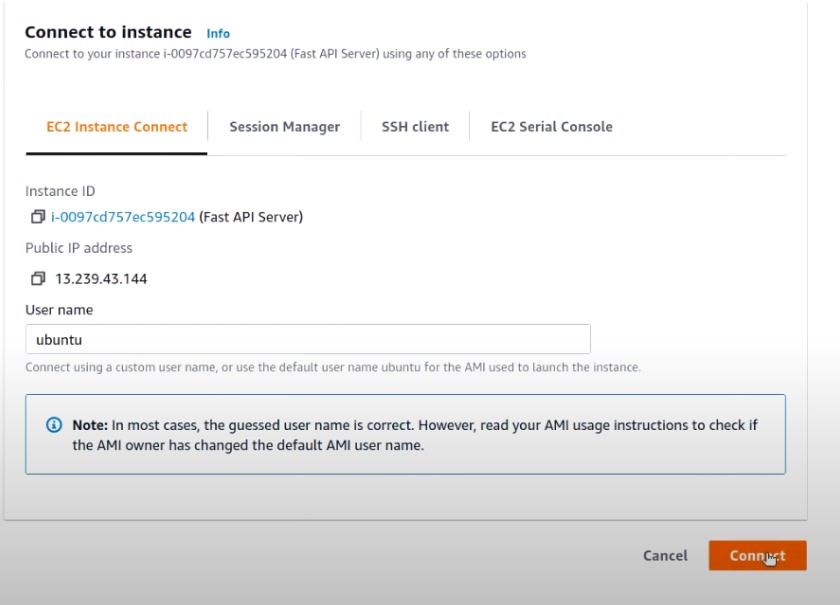 Connect to instance Info
Connect to your instance i-0097cd757ec595204 (Fast API Server) using any of these options
EC2 Instance Connect Session Manager SSH client EC2 Serial Console
Instance ID
i-0097cd757ec595204 (Fast API Server)
Public IP address
13.239.43.144
User name
ubuntu
Connect using a custom user name, or use the default user name ubuntu for the AMI used to launch the instance.
Note: In most cases, the guessed user name is correct. However, read your AMI usage instructions to check if
the AMI owner has changed the default AMI user name.
Cancel Connect